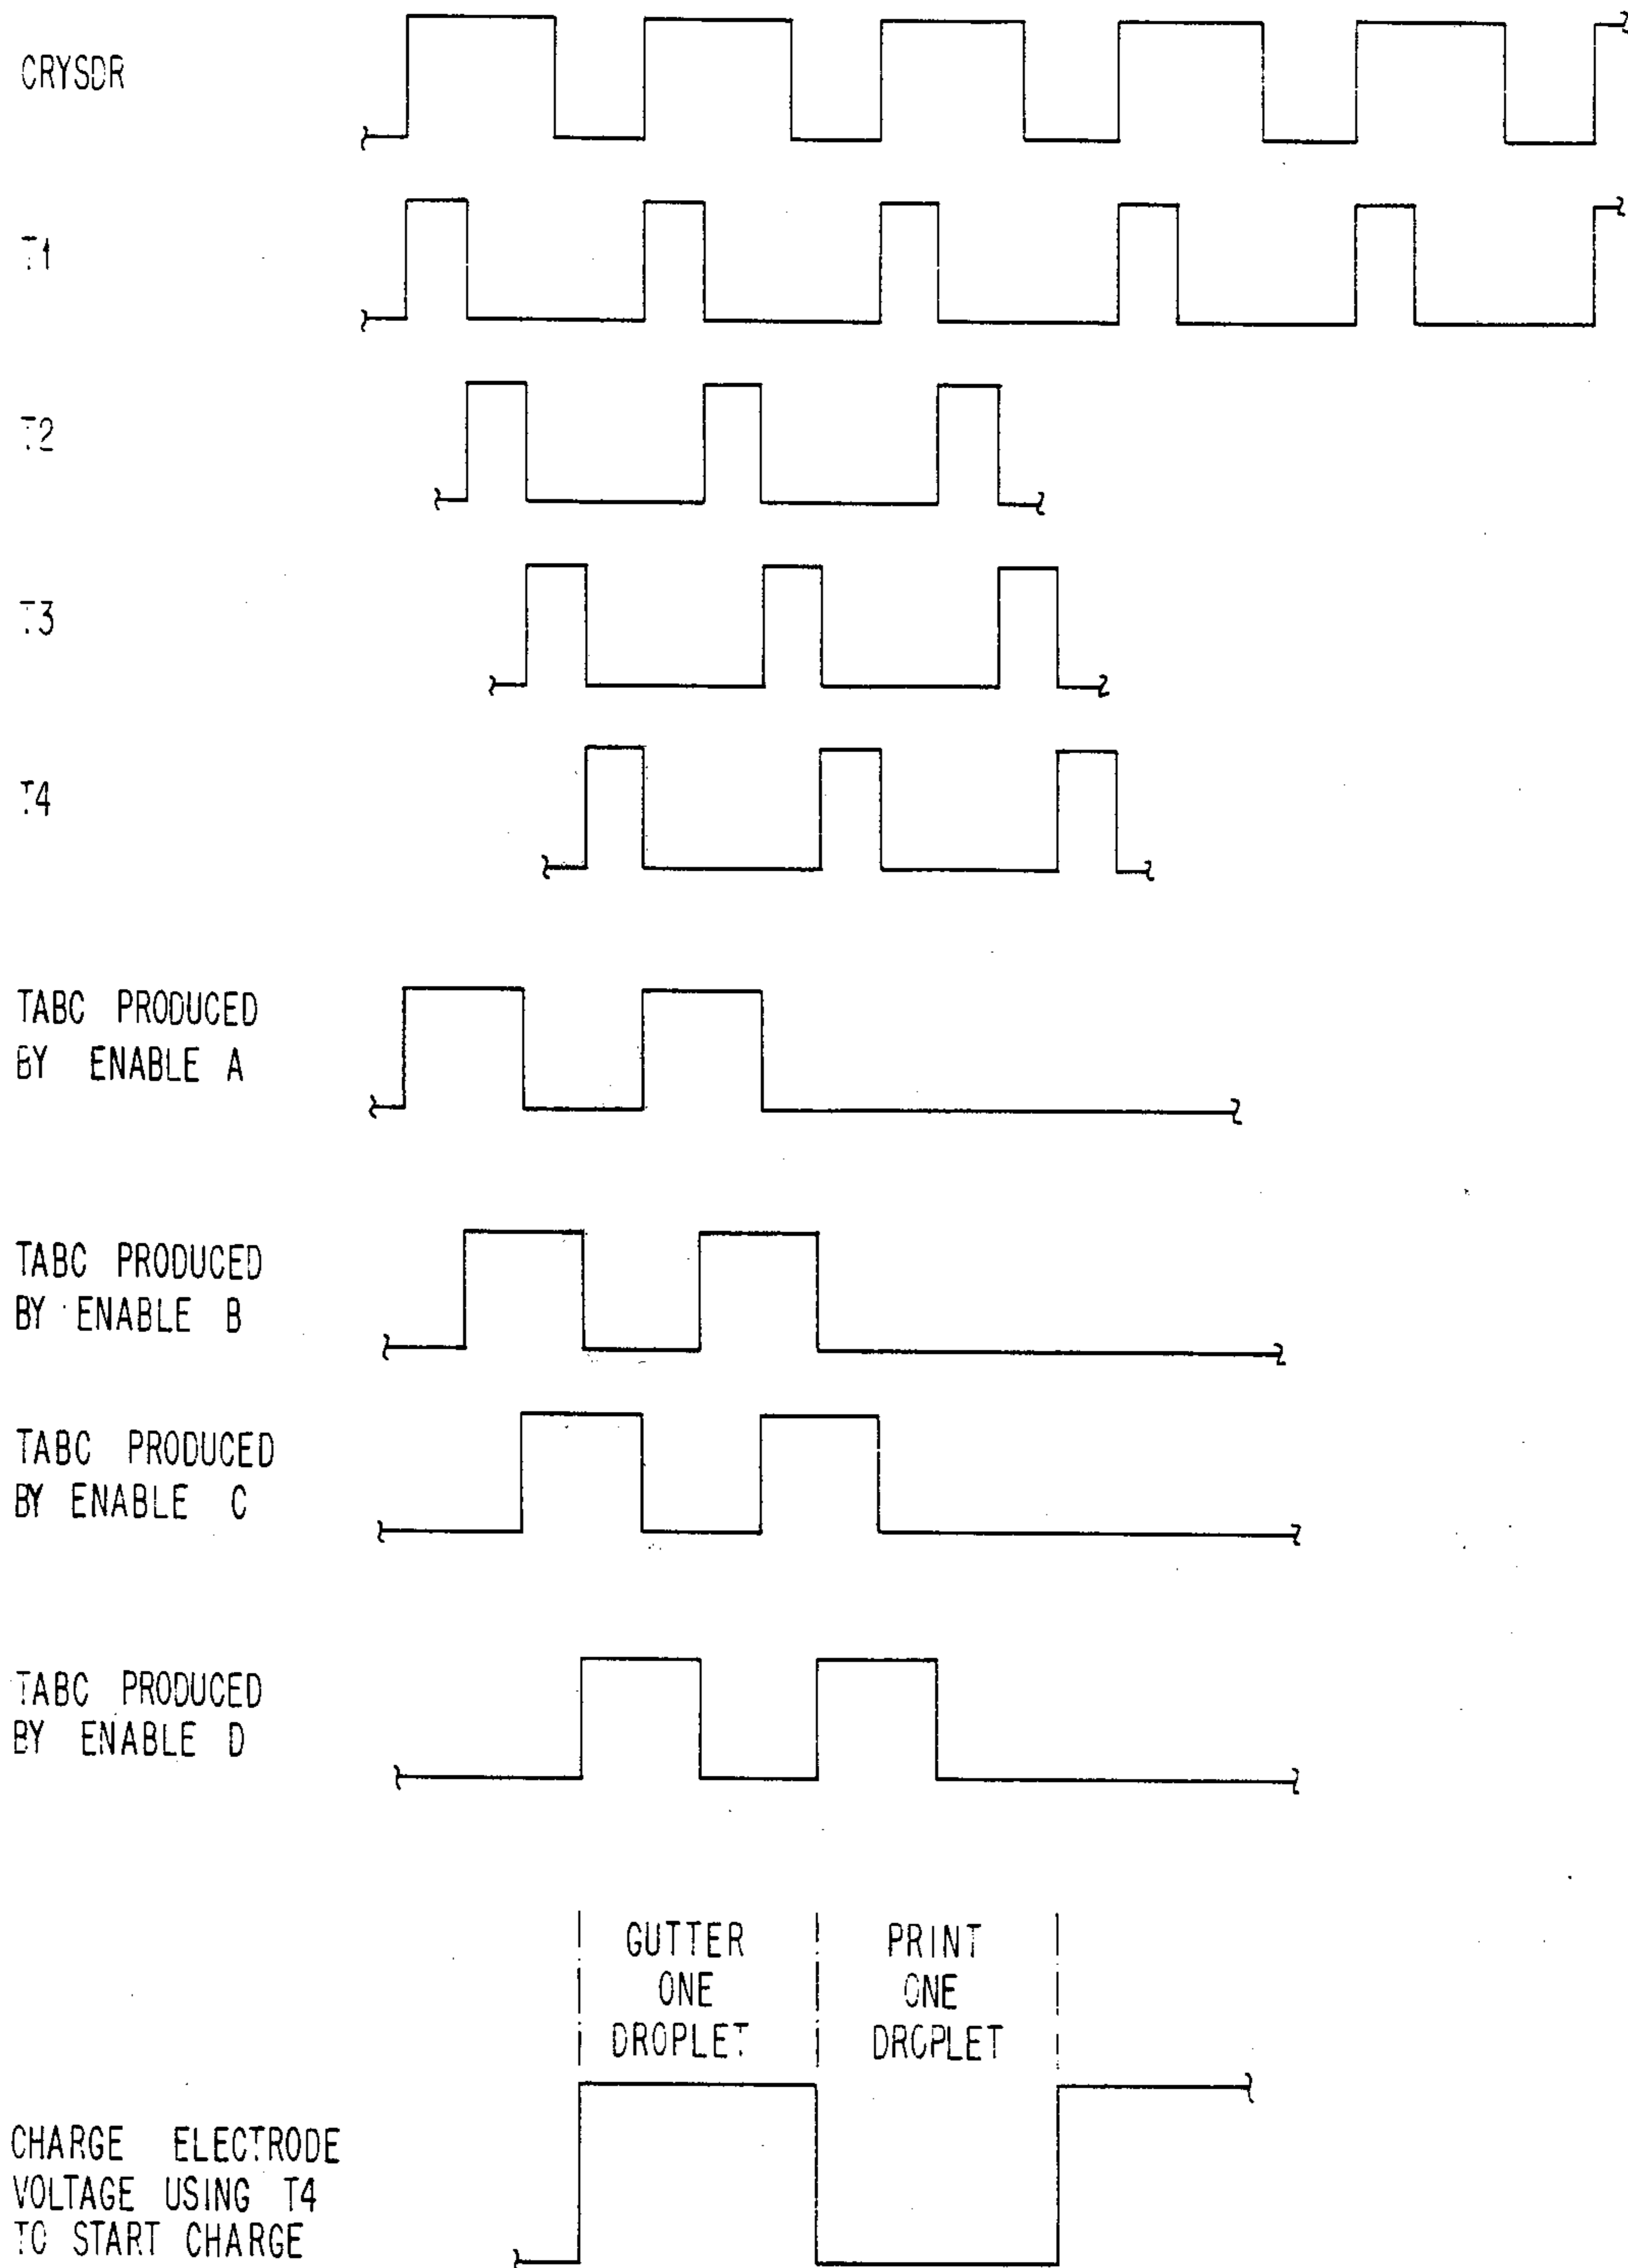 CRYSDR
T1
T2
T3
T4
TABC PRODUCED
BY ENABLE A
TABC PRODUCED
BY ENABLE B
TABC PRODUCED
BY ENABLE C
TABC PRODUCED
BY ENABLE D
GUTTER
ONE
DROPLET
PRINT
ONE
DROPLET
CHARGE ELECTRODE
VOLTAGE USING T4
TO START CHARGE